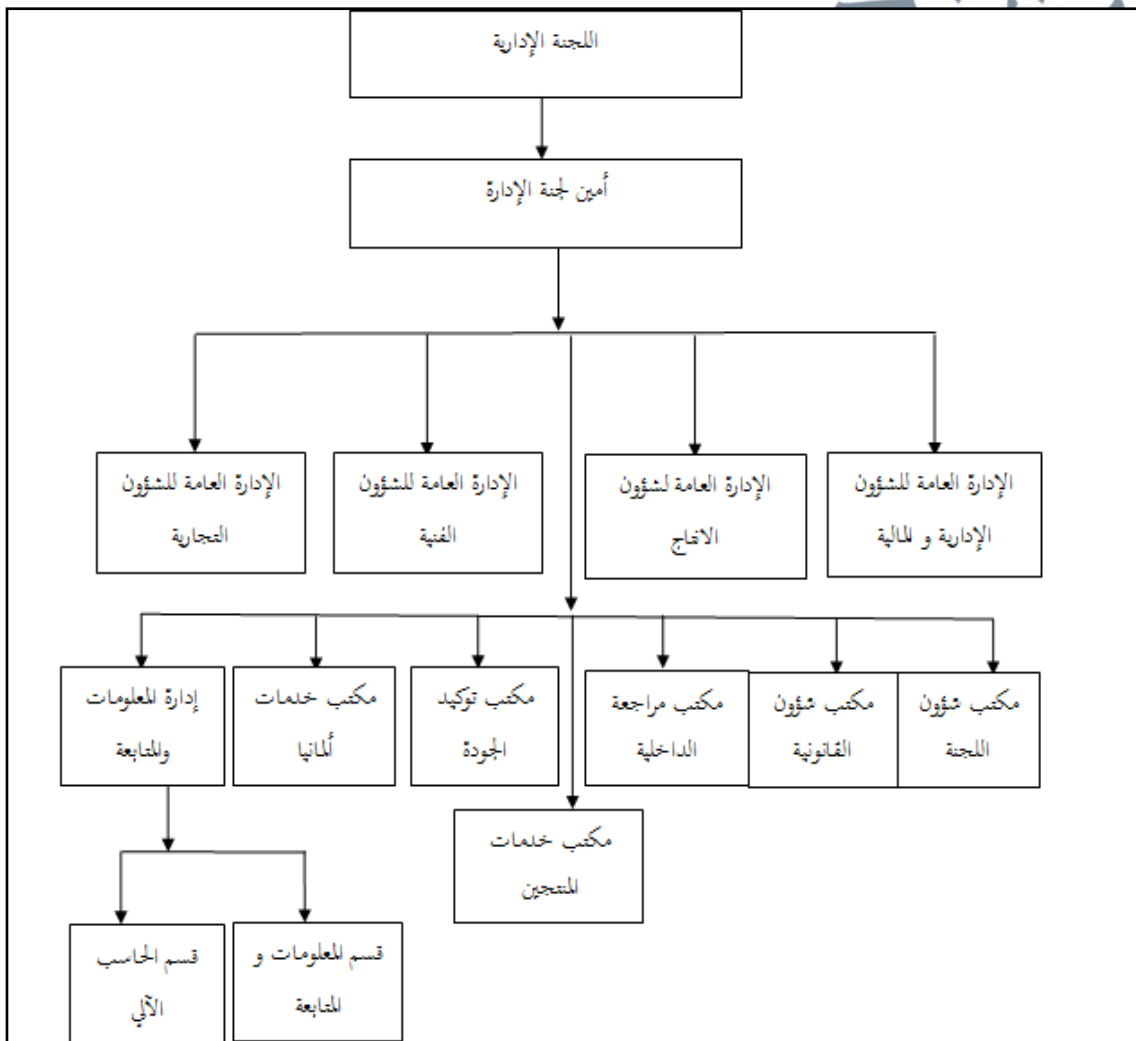 اللجنة الإدارية
أمين لجنة الإدارة
الإدارة العامة للشؤون
الإدارية و المالية
الإدارة العامة لشؤون
الانتاج
الإدارة العامة للشؤون
الفنية
الإدارة العامة للشؤون
التجارية
مكتب شؤون
اللجنة
مكتب شؤون
القانونية
مكتب مراجعة
الداخلية
مكتب توكيد
الجودة
مكتب خدمات
ألمانيا
إدارة المعلومات
والمتابعة
مكتب خدمات
المنتجين
قسم المعلومات و
المتابعة
قسم الحاسب
الآلي